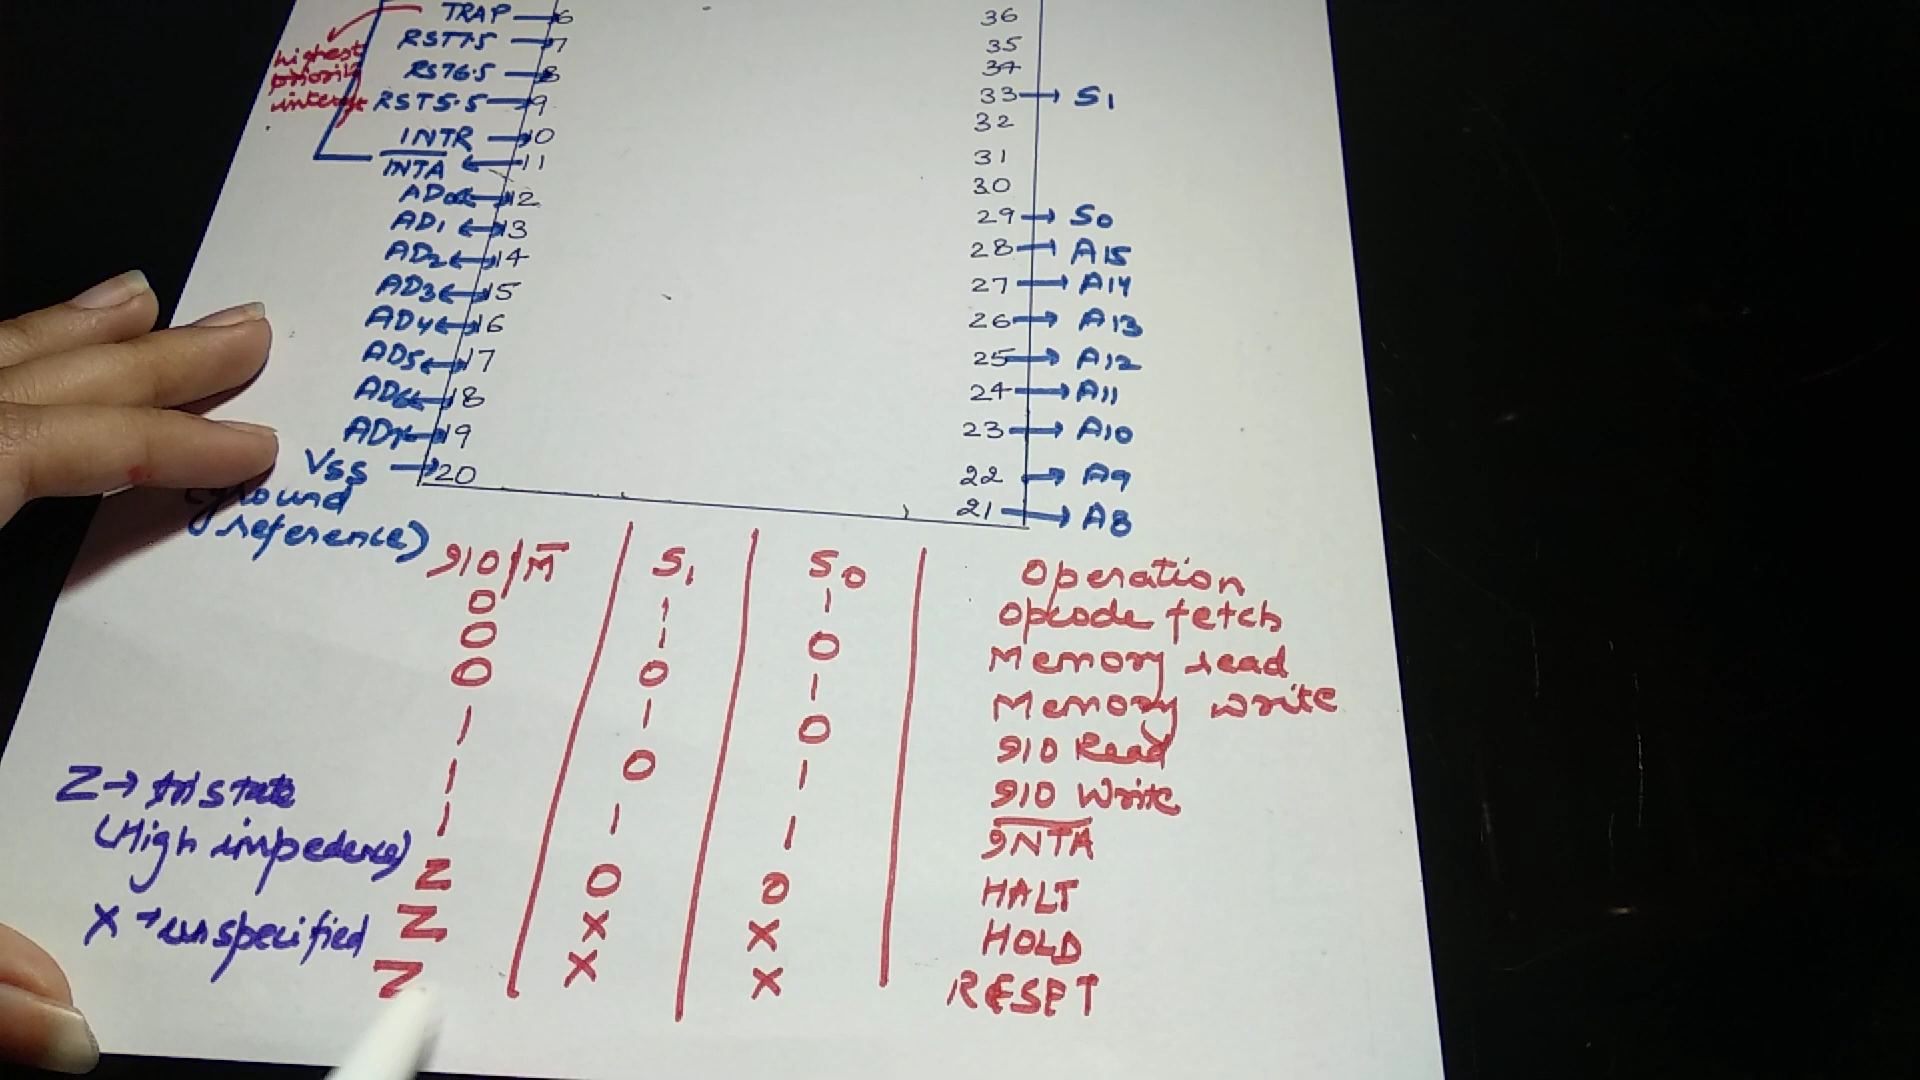 TRAP 6
highest priority interrupt
RST7.5 7
RS76.5 8
RST5.5 9
INTR 10
INTA 11
AD0 12
AD1 13
AD2 14
AD3 15
AD4 16
AD5 17
AD6 18
AD7 19
Vss 20
(ground
reference)
36
35
34
33 → S1
32
31
30
29 → S0
28 → A15
27 → A14
26 → A13
25 → A12
24 → A11
23 → A10
22 → A9
21 → A8
IO/M̅ S1 S0 Operation
0 1 1 Opcode fetch
0 1 0 Memory read
0 0 1 Memory write
1 1 0 IO Read
1 0 1 IO Write
1 1 1 I̅N̅T̅A̅
Z 0 0 HALT
Z X X HOLD
Z X X RESET
Z → tristate
(High impedence)
X → unspecified